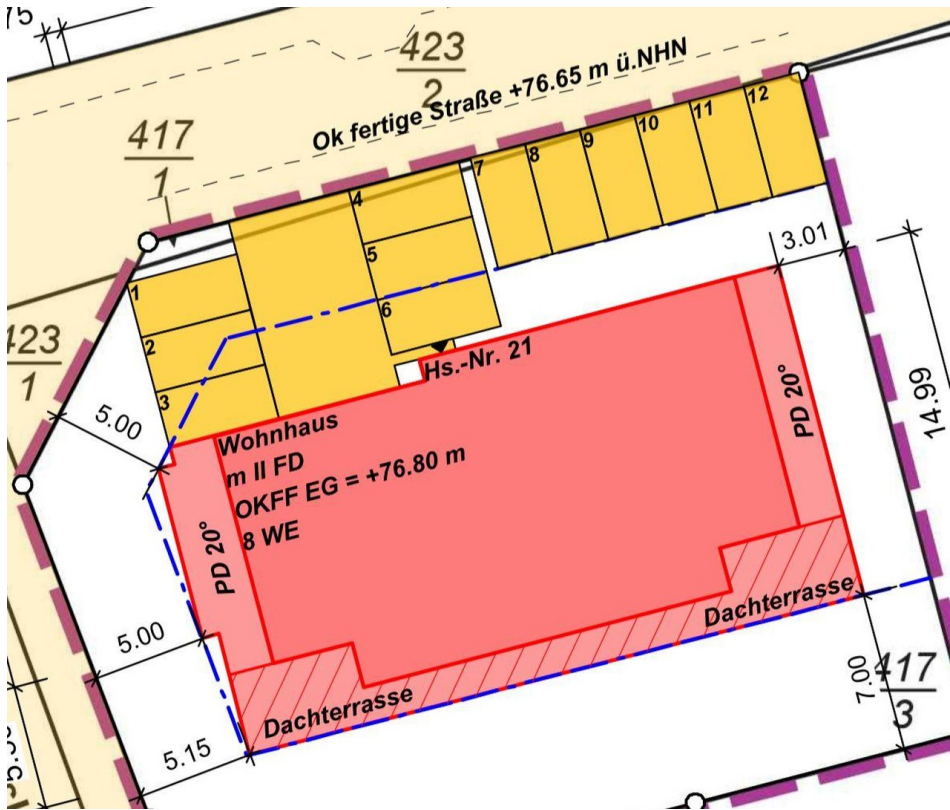 75
423
2
Ok fertige Straße +76.65 m ü.NHN
417
1
12
11
10
9
8
7
4
5
6
1
2
3
3.01
423
1
5.00
Hs.-Nr. 21
14.99
Wohnhaus
m II FD
OKFF EG = +76.80 m
8 WE
PD 20°
PD 20°
5.00
Dachterrasse
Dachterrasse
7.00
417
3
5.15